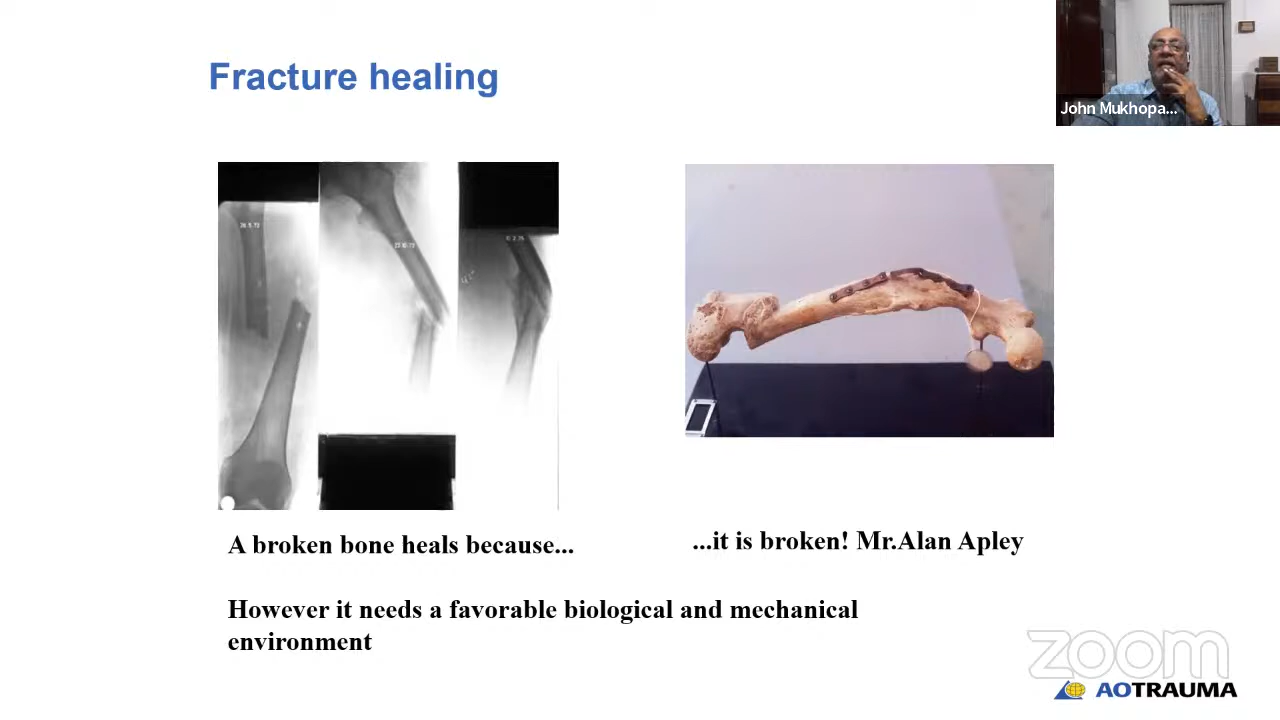 Fracture healing
John Mukhopa...
A broken bone heals because...
...it is broken! Mr.Alan Apley
However it needs a favorable biological and mechanical
environment
zoom
AOTRAUMA